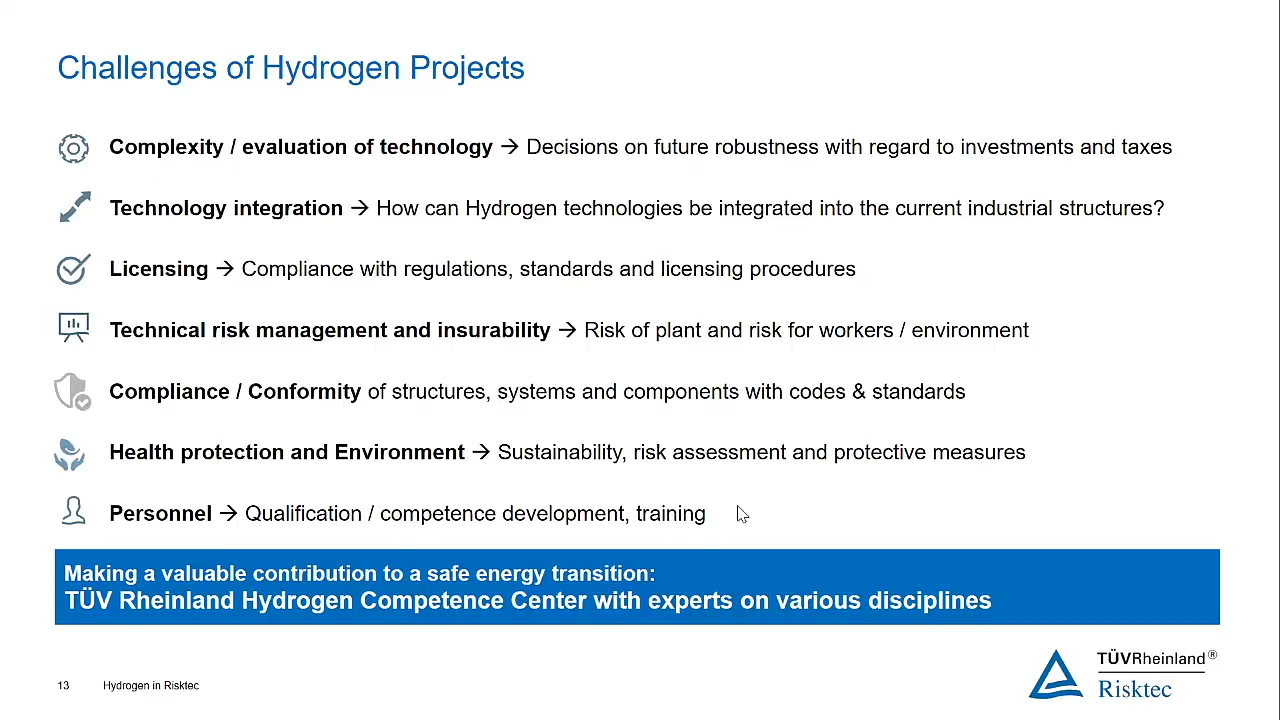 Challenges of Hydrogen Projects
Complexity / evaluation of technology → Decisions on future robustness with regard to investments and taxes
Technology integration → How can Hydrogen technologies be integrated into the current industrial structures?
Licensing → Compliance with regulations, standards and licensing procedures
Technical risk management and insurability → Risk of plant and risk for workers / environment
Compliance / Conformity of structures, systems and components with codes & standards
Health protection and Environment → Sustainability, risk assessment and protective measures
Personnel → Qualification / competence development, training
Making a valuable contribution to a safe energy transition:
TÜV Rheinland Hydrogen Competence Center with experts on various disciplines
TÜVRheinland®
Risktec
13 Hydrogen in Risktec